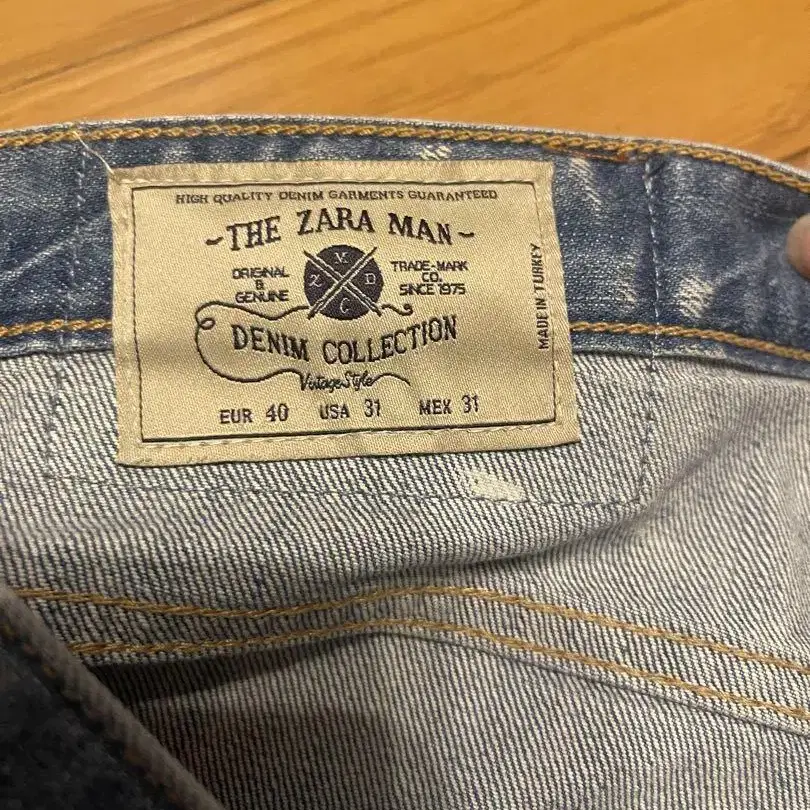 HIGH QUALITY DENIM GARMENTS GUARANTEED
-THE ZARA MAN-
ORIGINAL
&
GENUINE
V
Z D
C
TRADE-MARK
CO.
SINCE 1975
DENIM COLLECTION
Vintage Style
EUR 40 USA 31 MEX 31
MADE IN TURKEY